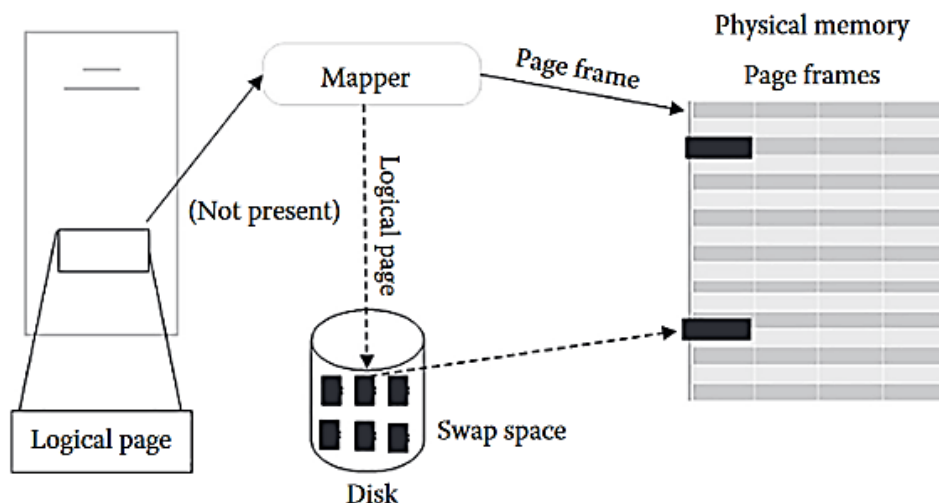 Physical memory
Mapper
Page frame
Page frames
Logical page
(Not present)
Logical page
Swap space
Disk